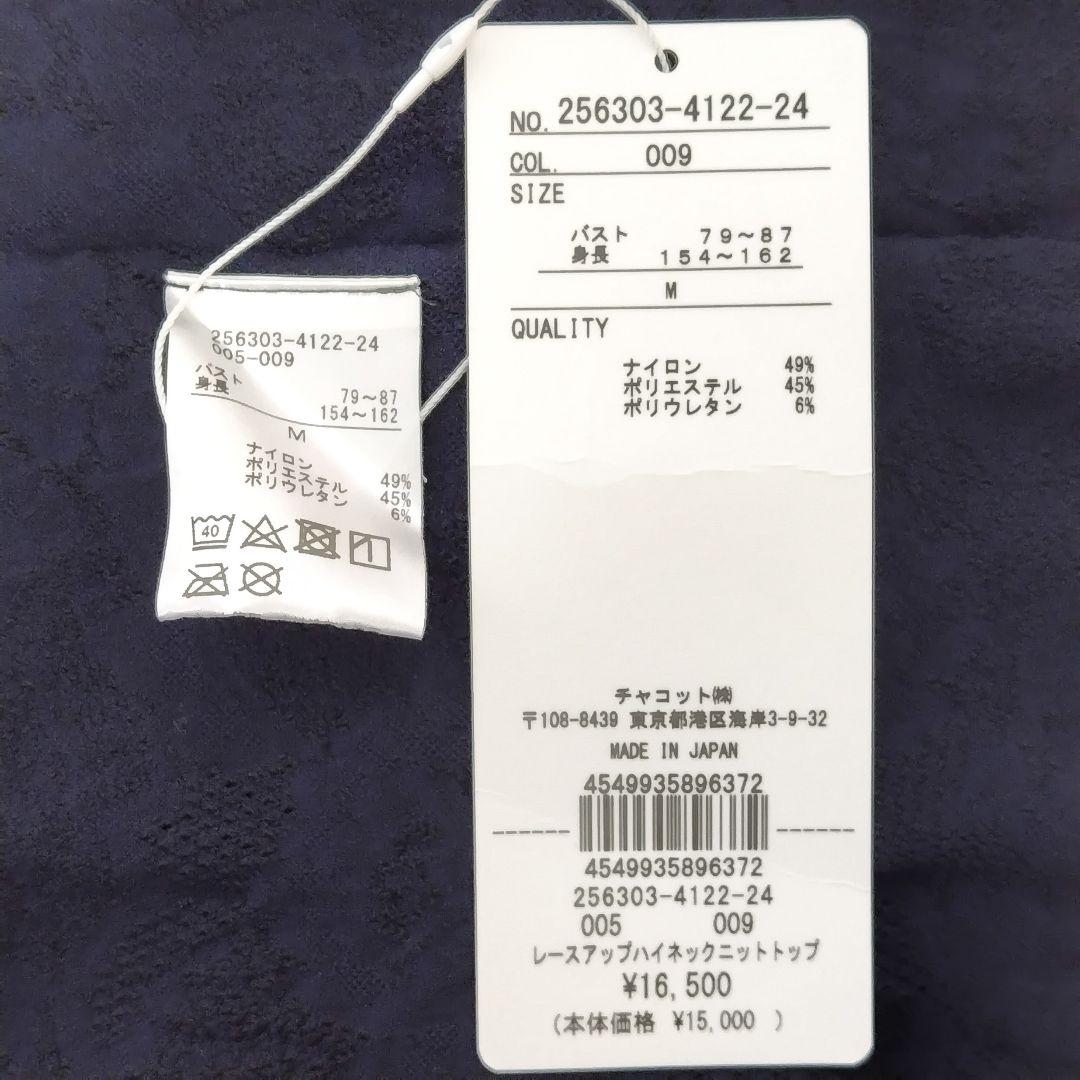 NO. 256303-4122-24
COL. 009
SIZE
バスト 79～87
身長 154～162
M
QUALITY
ナイロン 49%
ポリエステル 45%
ポリウレタン 6%
チャコット㈱
〒108-8439 東京都港区海岸3-9-32
MADE IN JAPAN
4549935896372
4549935896372
256303-4122-24
005 009
レースアップハイネックニットトップ
¥16,500
(本体価格 ¥15,000 )
256303-4122-24
005-009
バスト 79～87
身長 154～162
M
ナイロン 49%
ポリエステル 45%
ポリウレタン 6%
40